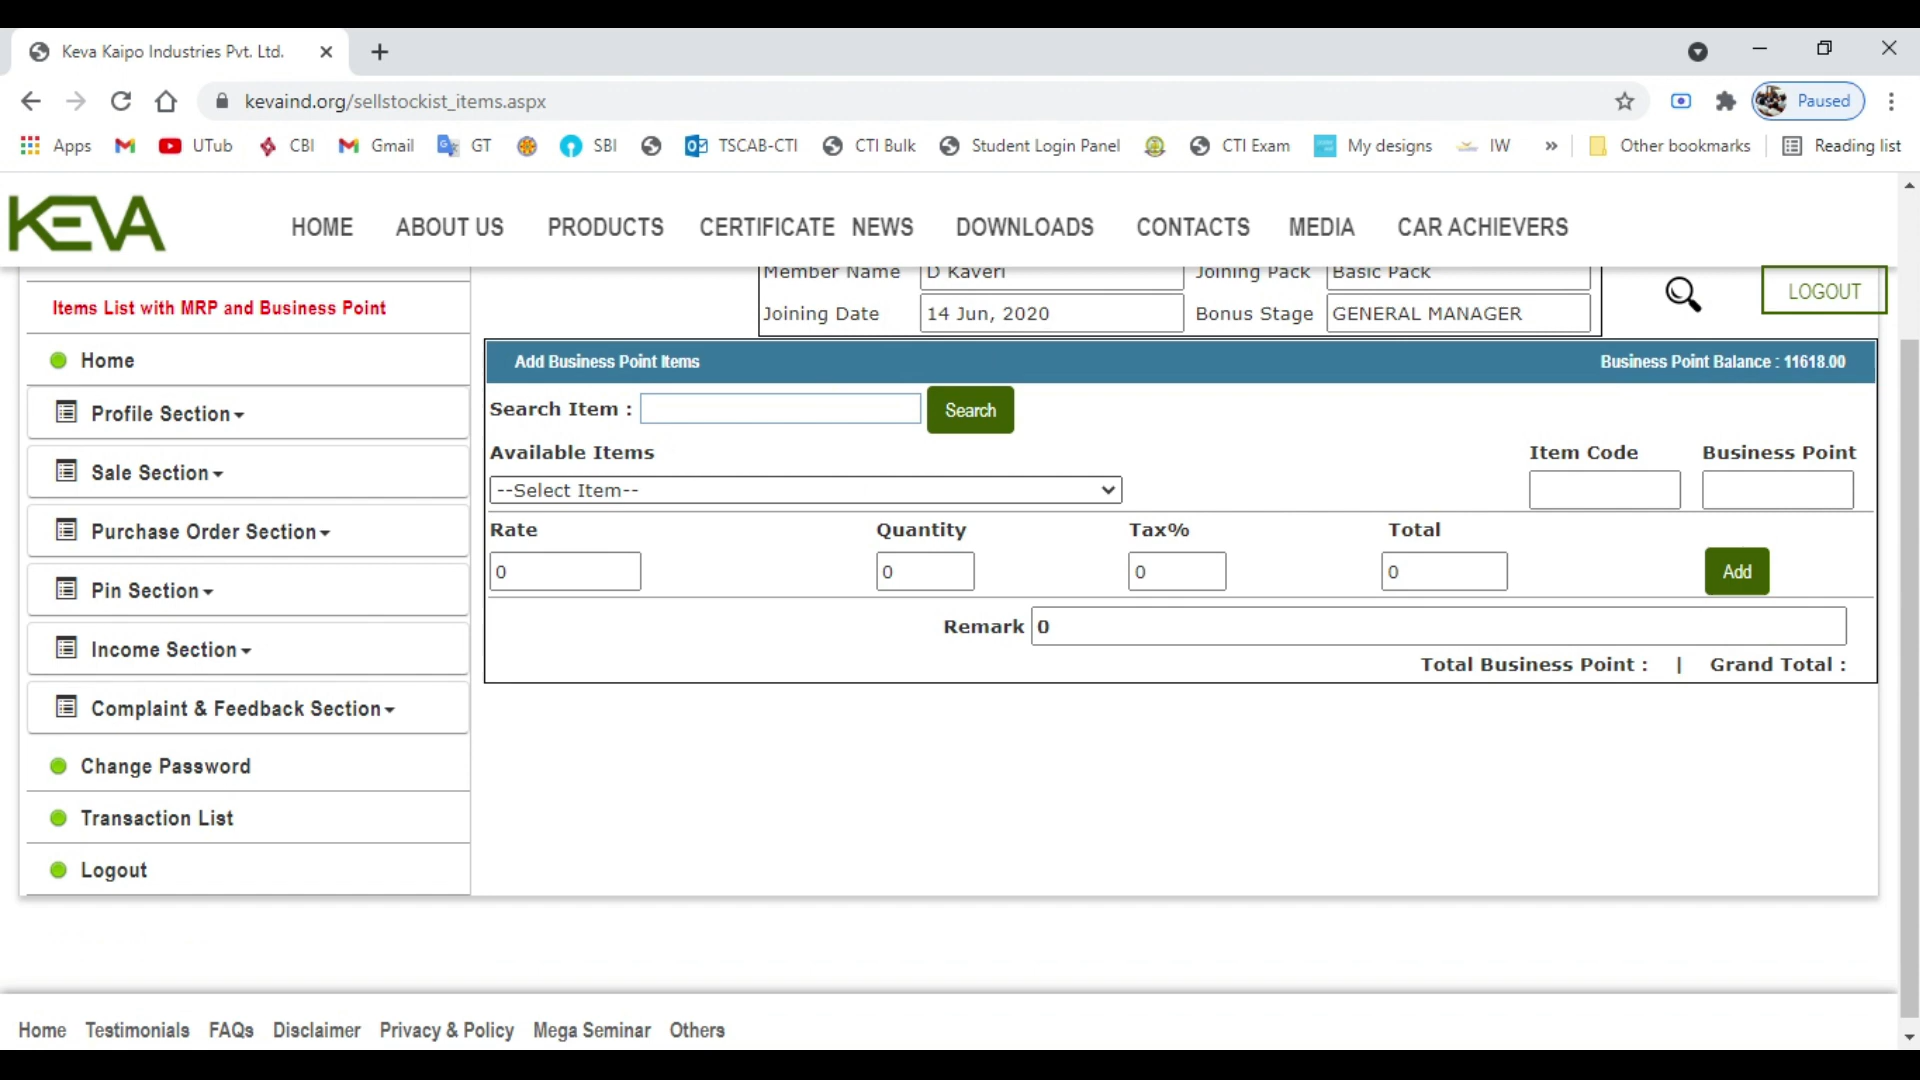 Keva Kaipo Industries Pvt. Ltd.
kevaind.org/sellstockist_items.aspx
Paused
Apps UTub CBI Gmail GT SBI TSCAB-CTI CTI Bulk Student Login Panel CTI Exam My designs IW » Other bookmarks Reading list
KEVA
HOME ABOUT US PRODUCTS CERTIFICATE NEWS DOWNLOADS CONTACTS MEDIA CAR ACHIEVERS
Member Name D Kaveri Joining Pack Basic Pack
LOGOUT
Joining Date 14 Jun, 2020 Bonus Stage GENERAL MANAGER
Items List with MRP and Business Point
Home
Profile Section
Sale Section
Purchase Order Section
Pin Section
Income Section
Complaint & Feedback Section
Change Password
Transaction List
Logout
Add Business Point Items Business Point Balance : 11618.00
Search Item : Search
Available Items Item Code Business Point
--Select Item--
Rate Quantity Tax% Total
0 0 0 0 Add
Remark 0
Total Business Point : | Grand Total :
Home Testimonials FAQs Disclaimer Privacy & Policy Mega Seminar Others